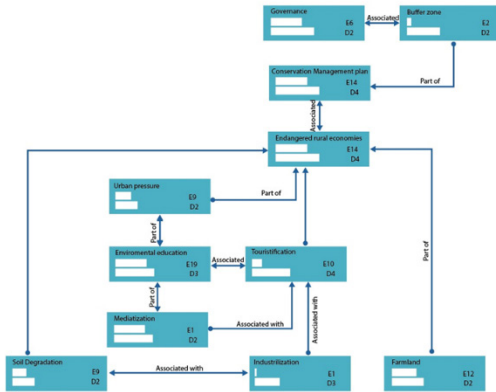 Governance
E6
D2
Associated
Buffer zone
E2
D2
Conservation Management plan
E14
D4
Part of
Associated
Endangered rural economies
E14
D4
Urban pressure
E9
D2
Part of
Part of
Enviromental education
E19
D3
Associated
Touristification
E10
D4
Part of
Part of
Mediatization
E1
D2
Associated with
Associated with
Soil Degradation
E9
D2
Associated with
Industrilization
E1
D3
Farmland
E12
D2